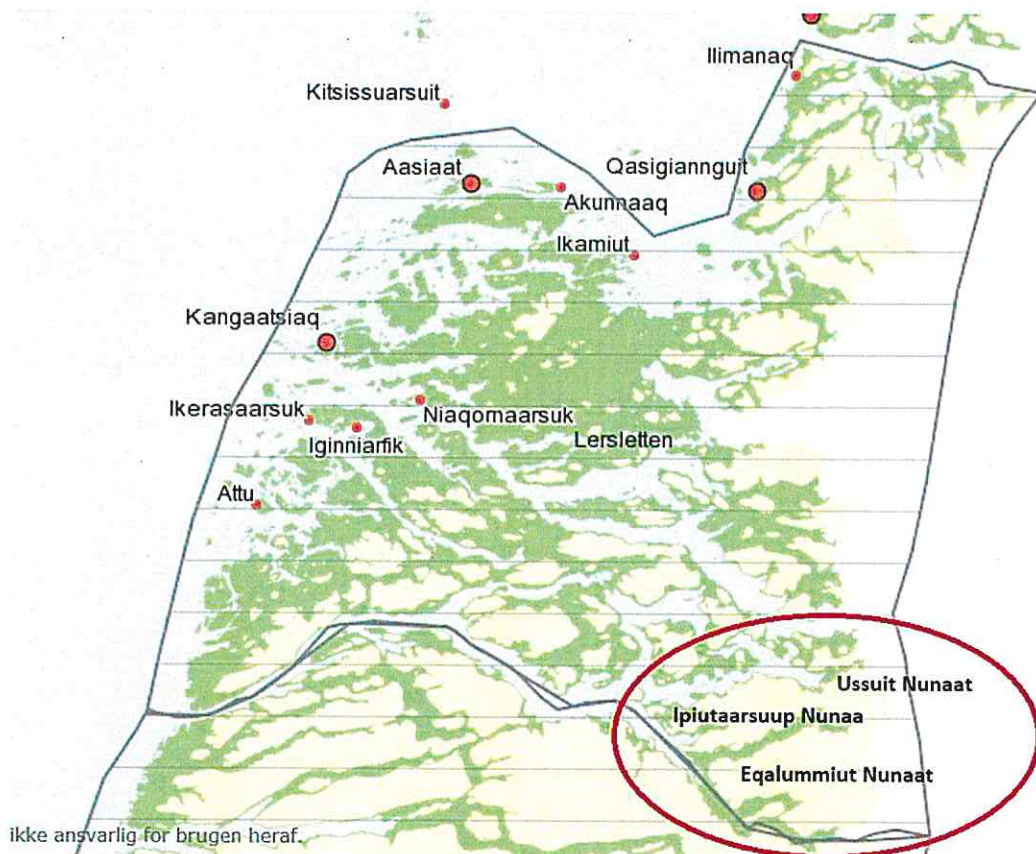 Ilimanaq
Kitsissuarsuit
Aasiaat
Qasigiannguit
Akunnaaq
Ikamiut
Kangaatsiaq
Ikerasaarsuk
Niaqornaarsuk
Iginniarfik
Lersletten
Attu
Ussuit Nunaat
Ipiutaarsuup Nunaa
Eqalummiut Nunaat
ikke ansvarlig for brugen heraf.